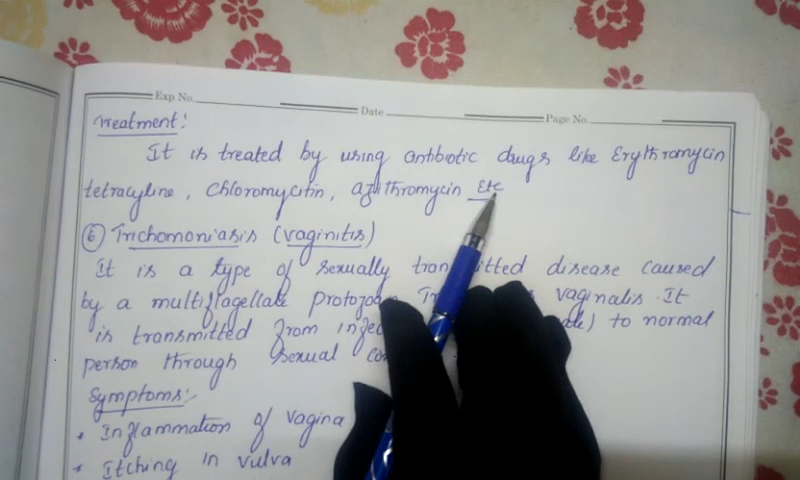 Exp No.
Date
Page No.
Treatment:
It is treated by using antibiotic drugs like Erythromycin
tetracyline, chloromycitin, azithromycin Etc
6 Trichomoniasis (vaginitis)
It is a type of sexually transmitted disease caused
by a multiflagellate protozoan vaginalis. It
is transmitted from to normal
person through sexual
Symptoms:-
• Inflammation of vagina
• Itching in vulva